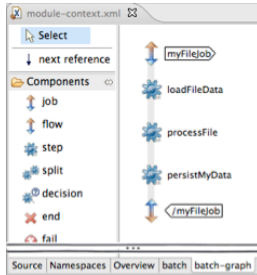 module-context.xml
Select
next reference
Components
job
flow
step
split
decision
end
fail
myFileJob
loadFileData
processFile
persistMyData
/myFileJob
Source Namespaces Overview batch batch-graph